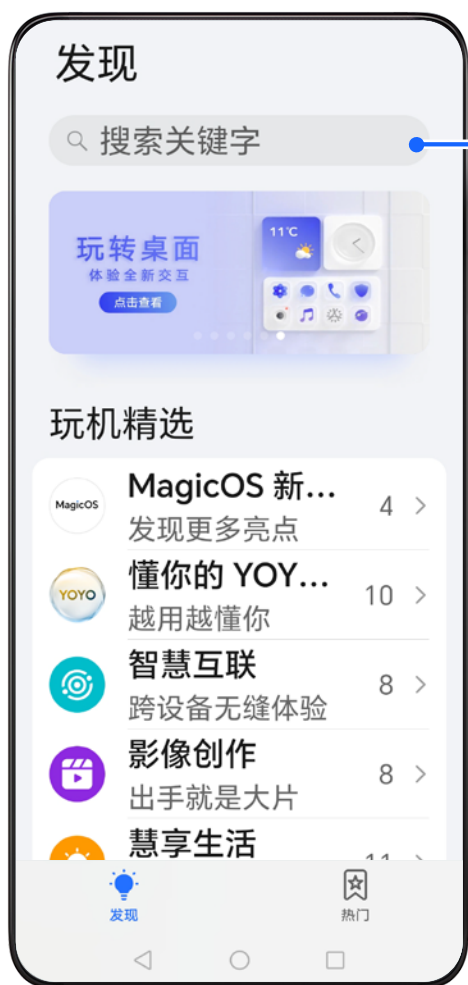 发现
搜索关键字
玩转桌面
体验全新交互
点击查看
11℃
玩机精选
MagicOS
MagicOS 新...
发现更多亮点
4
YOYO
懂你的 YOY...
越用越懂你
10
智慧互联
跨设备无缝体验
8
影像创作
出手就是大片
8
慧享生活
发现
热门